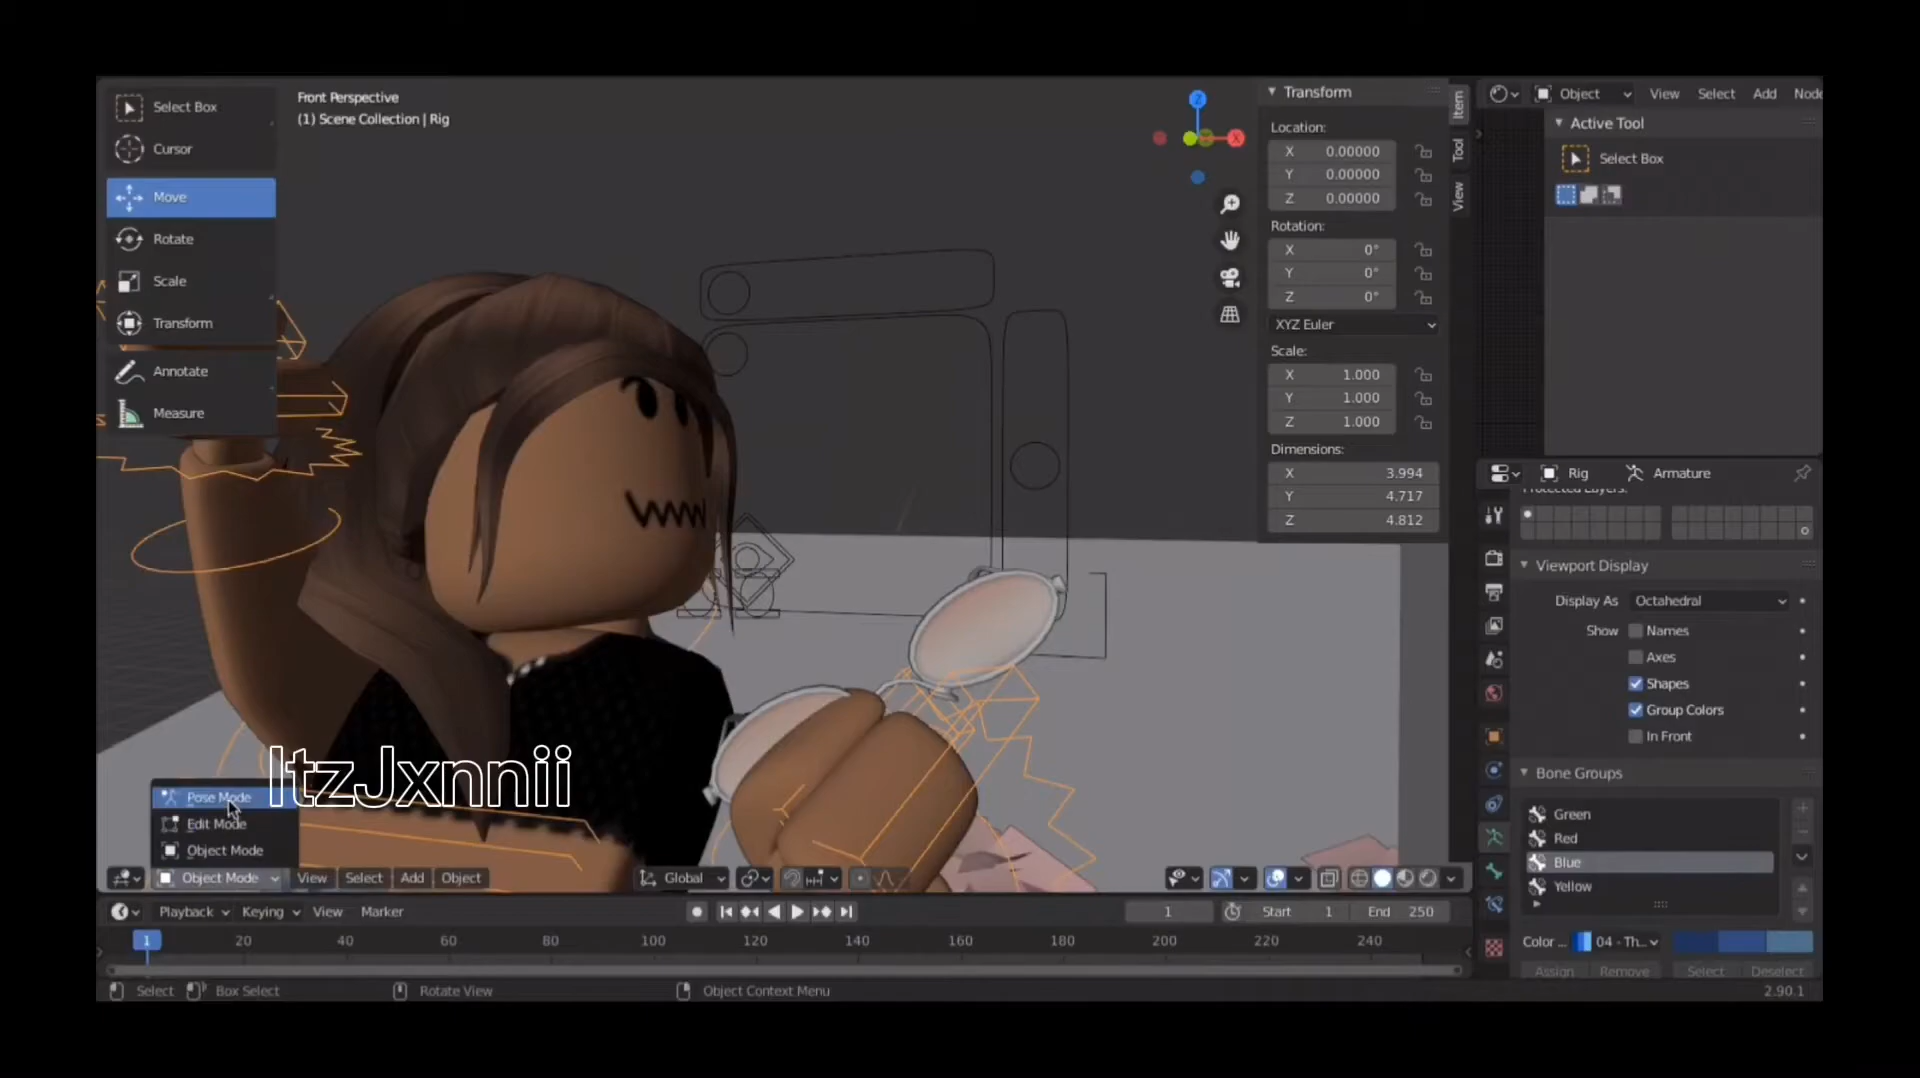 Select Box
Cursor
Move
Rotate
Scale
Transform
Annotate
Measure
Front Perspective
(1) Scene Collection | Rig
Z
X
Transform
Location:
X 0.00000
Y 0.00000
Z 0.00000
Rotation:
X 0°
Y 0°
Z 0°
XYZ Euler
Scale:
X 1.000
Y 1.000
Z 1.000
Dimensions:
X 3.994
Y 4.717
Z 4.812
Item
Tool
View
Object View Select Add Node
Active Tool
Select Box
Rig Armature
Protected Layers:
Viewport Display
Display As Octahedral
Show Names
Axes
Shapes
Group Colors
In Front
Bone Groups
Green
Red
Blue
Yellow
Color ... 04 - Th...
Assign Remove Select Deselect
ItzJxnnii
Pose Mode
Edit Mode
Object Mode
Object Mode View Select Add Object Global
Playback Keying View Marker 1 Start 1 End 250
1 20 40 60 80 100 120 140 160 180 200 220 240
Select Box Select Rotate View Object Context Menu 2.90.1